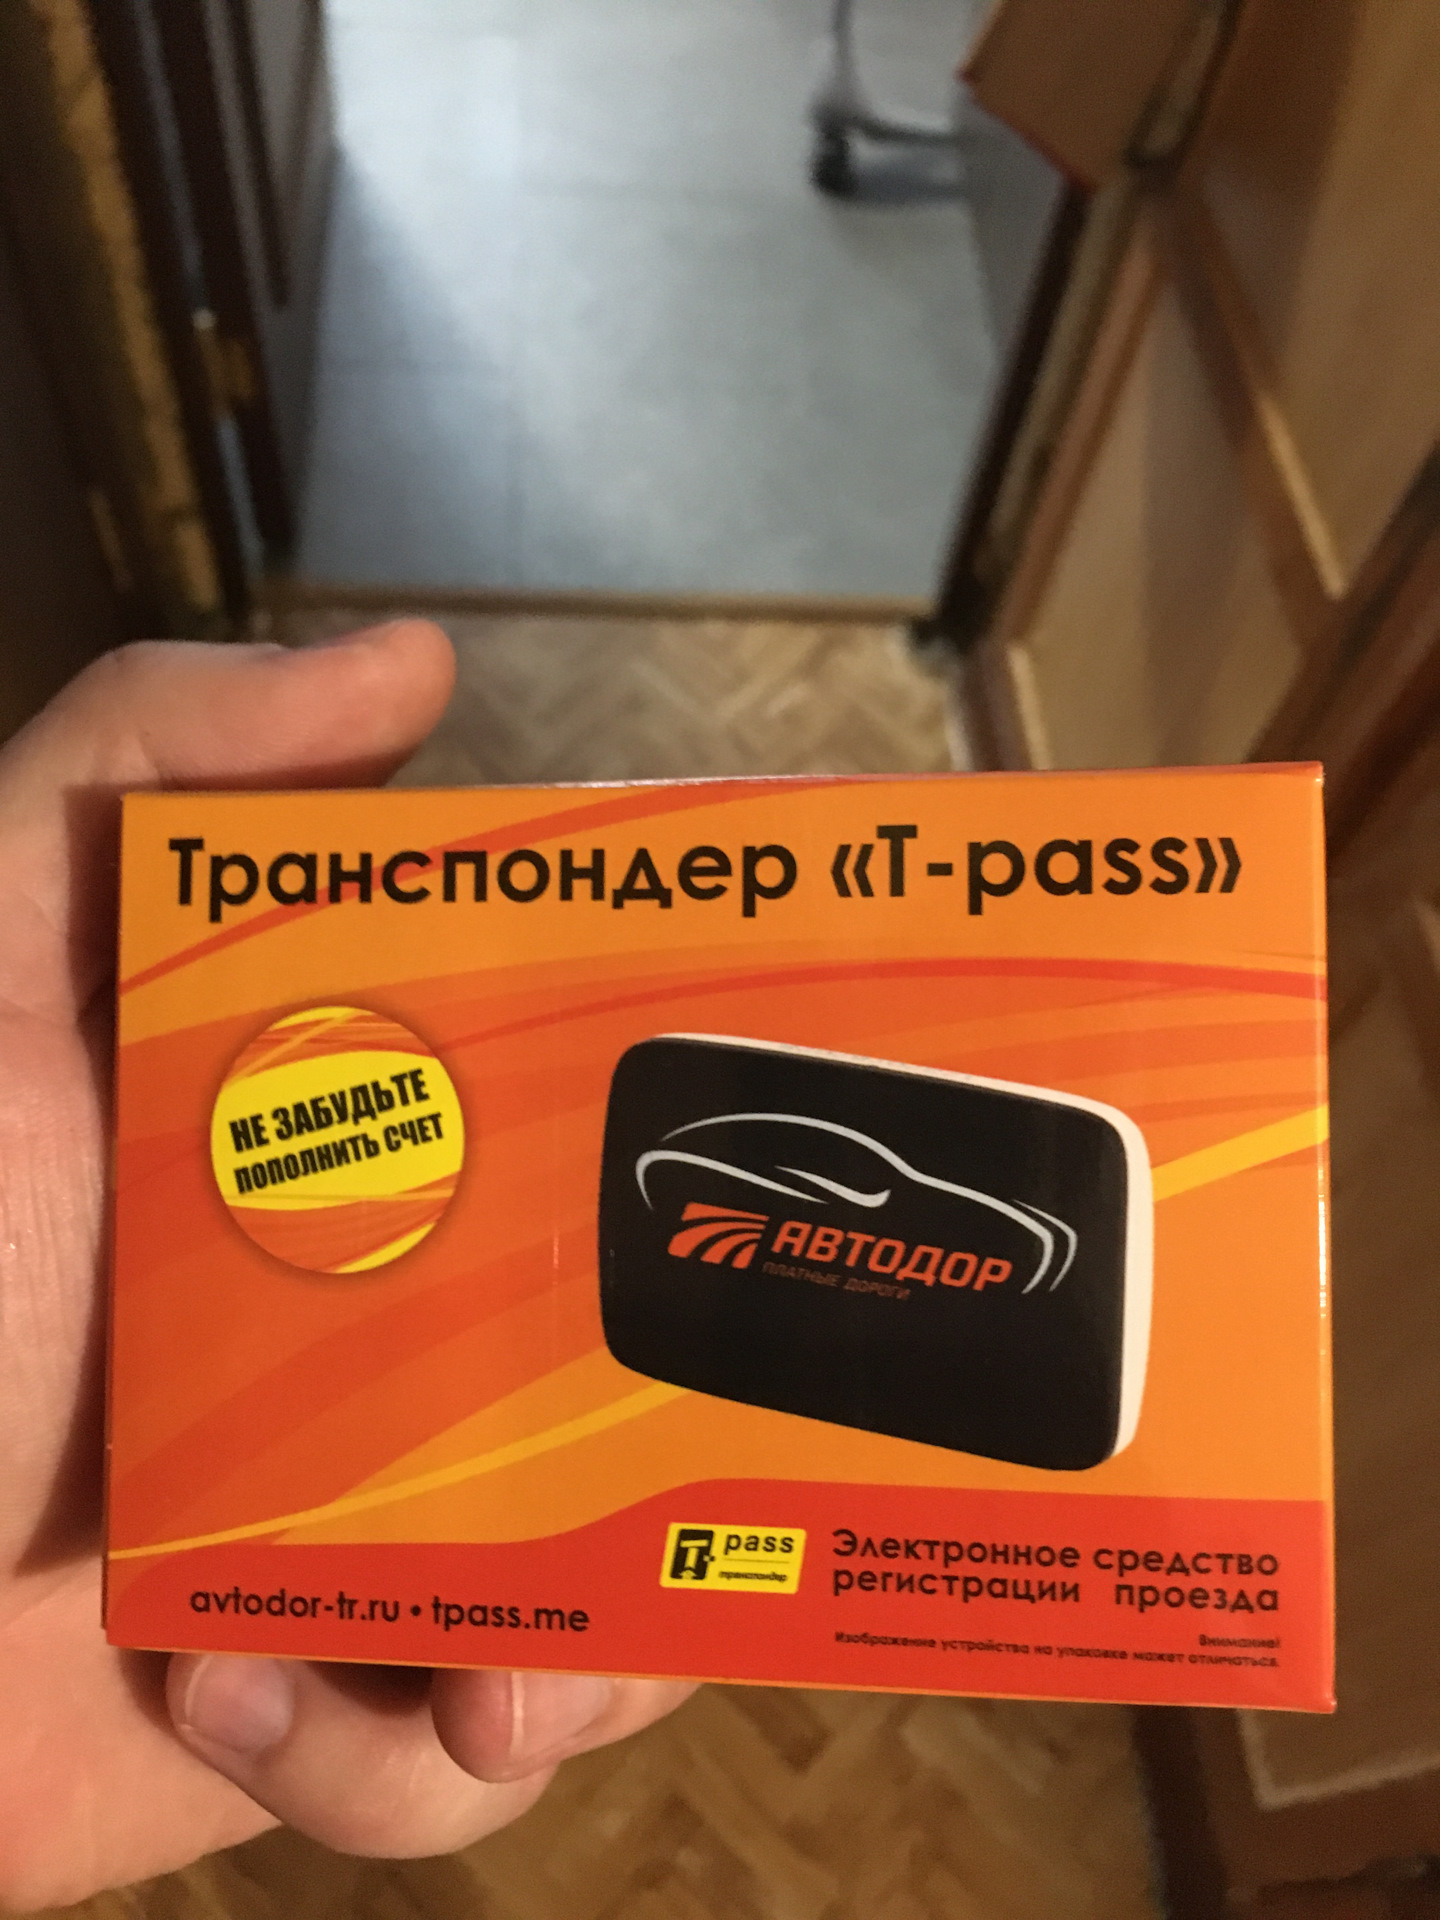 Транспондер «T-pass»
НЕ ЗАБУДЬТЕ
ПОПОЛНИТЬ СЧЕТ
АВТОДОР
ПЛАТНЫЕ ДОРОГИ
T pass
транспондер
Электронное средство
регистрации проезда
avtodor-tr.ru • tpass.me
Внимание!
Изображение устройства на упаковке может отличаться.